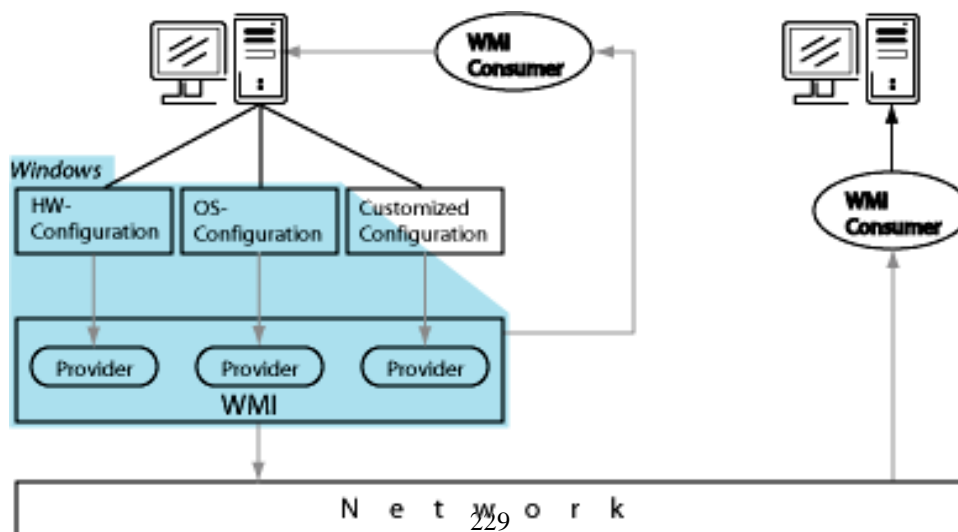 WMI
Consumer
Windows
HW-
Configuration
OS-
Configuration
Customized
Configuration
WMI
Consumer
Provider
Provider
Provider
WMI
N e t w o r k
229